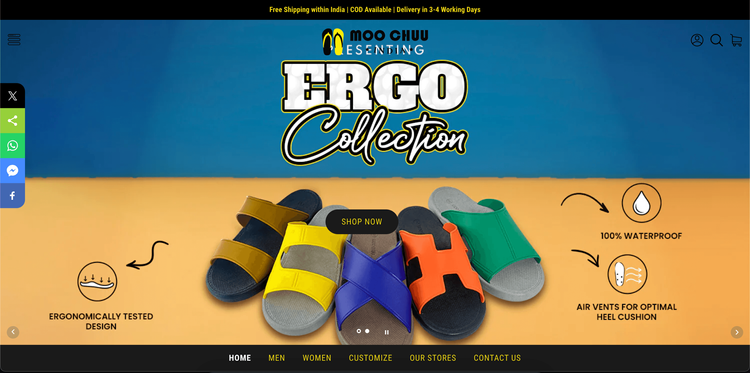 Free Shipping within India | COD Available | Delivery in 3-4 Working Days
MOO CHUU
ESENTING
ERGO
Collection
SHOP NOW
100% WATERPROOF
ERGONOMICALLY TESTED
DESIGN
AIR VENTS FOR OPTIMAL
HEEL CUSHION
HOME MEN WOMEN CUSTOMIZE OUR STORES CONTACT US